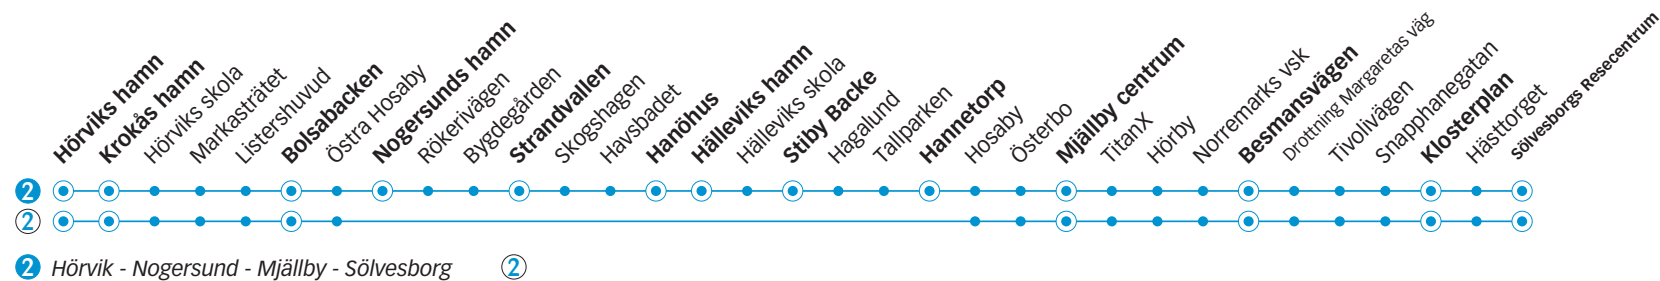 Hörviks hamn
Krokås hamn
Hörviks skola
Markasträtet
Listershuvud
Bolsabacken
Östra Hosaby
Nogersunds hamn
Rökerivägen
Bygdegården
Strandvallen
Skogshagen
Havsbadet
Hanöhus
Hälleviks hamn
Hälleviks skola
Stilby Backe
Hagalund
Tallparken
Hannetorp
Hosaby
Österbo
Mjällby centrum
TitanX
Hörby
Norremarks vsk
Besmansvägen
Drottning Margaretas väg
Tivolivägen
Snapphanegatan
Klosterplan
Hästtorget
Sölvesborgs Resecentrum
2
2
2 Hörvik - Nogersund - Mjällby - Sölvesborg 2